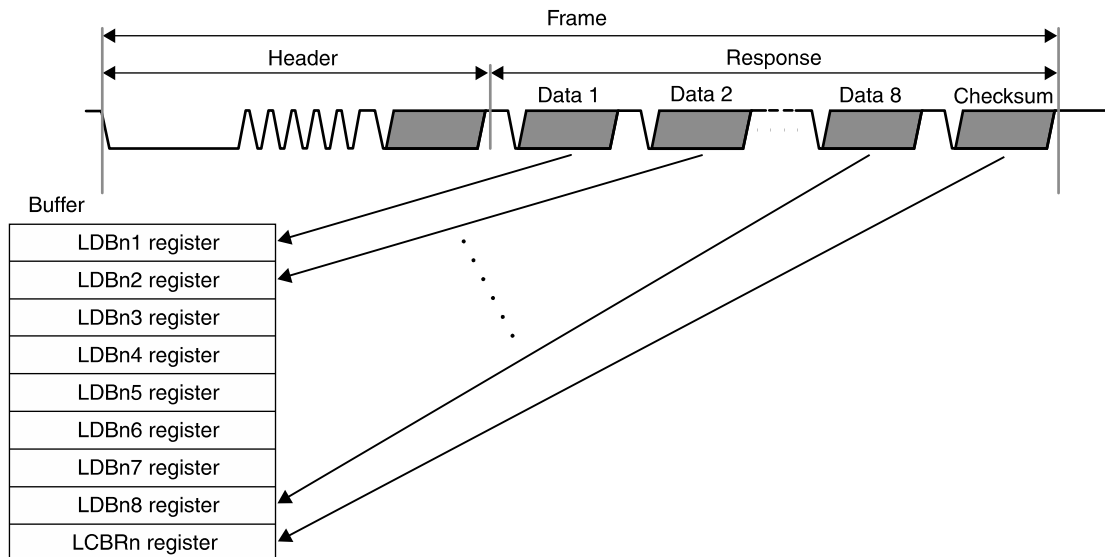 Frame
Header
Response
Data 1
Data 2
Data 8
Checksum
Buffer
LDBn1 register
LDBn2 register
LDBn3 register
LDBn4 register
LDBn5 register
LDBn6 register
LDBn7 register
LDBn8 register
LCBRn register